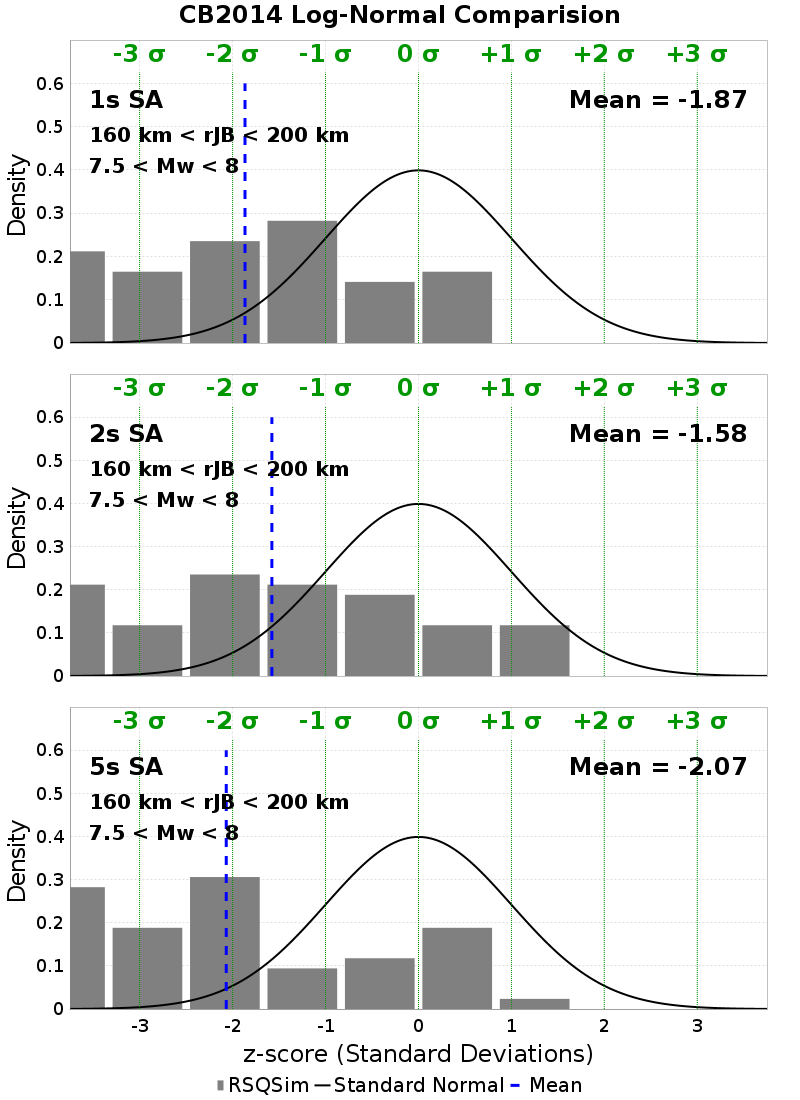 CB2014 Log-Normal Comparision
-3 σ -2 σ -1 σ 0 σ +1 σ +2 σ +3 σ
1s SA
Mean = -1.87
160 km < rJB < 200 km
7.5 < Mw < 8
Density
0.6
0.5
0.4
0.3
0.2
0.1
0
-3 σ -2 σ -1 σ 0 σ +1 σ +2 σ +3 σ
2s SA
Mean = -1.58
160 km < rJB < 200 km
7.5 < Mw < 8
Density
0.6
0.5
0.4
0.3
0.2
0.1
0
-3 σ -2 σ -1 σ 0 σ +1 σ +2 σ +3 σ
5s SA
Mean = -2.07
160 km < rJB < 200 km
7.5 < Mw < 8
Density
0.6
0.5
0.4
0.3
0.2
0.1
0
-3 -2 -1 0 1 2 3
z-score (Standard Deviations)
RSQSim Standard Normal Mean